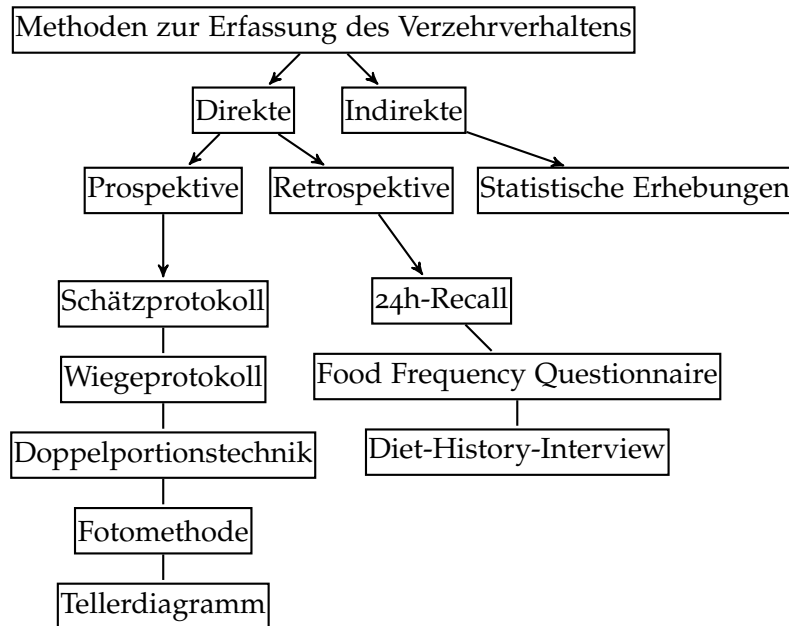 Methoden zur Erfassung des Verzehrverhaltens
Direkte
Indirekte
Prospektive
Retrospektive
Statistische Erhebungen
Schätzprotokoll
24h-Recall
Wiegeprotokoll
Food Frequency Questionnaire
Doppelportionstechnik
Diet-History-Interview
Fotomethode
Tellerdiagramm